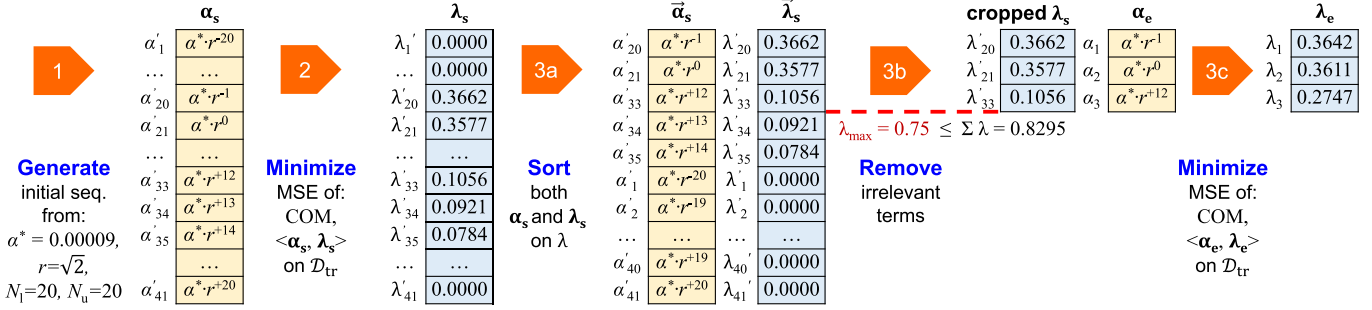 1
Generate
initial seq.
from:
α* = 0.00009,
r=√2,
N_l=20, N_u=20
α_s
α'_1 α*·r^-20
... ...
α'_20 α*·r^-1
α'_21 α*·r^0
... ...
α'_33 α*·r^+12
α'_34 α*·r^+13
α'_35 α*·r^+14
...
α'_41 α*·r^+20
2
Minimize
MSE of:
COM,
<α_s, λ_s>
on 𝒟_tr
λ_s
λ_1' 0.0000
... 0.0000
λ'_20 0.3662
λ'_21 0.3577
... ...
λ'_33 0.1056
λ'_34 0.0921
λ'_35 0.0784
... ...
λ'_41 0.0000
3a
Sort
both
α_s and λ_s
on λ
α⃗_s λ⃗_s
α'_20 α*·r^-1 λ'_20 0.3662
α'_21 α*·r^0 λ'_21 0.3577
α'_33 α*·r^+12 λ'_33 0.1056
α'_34 α*·r^+13 λ'_34 0.0921
α'_35 α*·r^+14 λ'_35 0.0784
α'_1 α*·r^-20 λ'_1 0.0000
α'_2 α*·r^-19 λ'_2 0.0000
... ... ... ...
α'_40 α*·r^+19 λ_40' 0.0000
α'_41 α*·r^+20 λ_41' 0.0000
3b
Remove
irrelevant
terms
λ_max = 0.75 ≤ Σ λ = 0.8295
cropped λ_s α_e
λ'_20 0.3662 α_1 α*·r^-1
λ'_21 0.3577 α_2 α*·r^0
λ'_33 0.1056 α_3 α*·r^+12
3c
Minimize
MSE of:
COM,
<α_e, λ_e>
on 𝒟_tr
λ_e
λ_1 0.3642
λ_2 0.3611
λ_3 0.2747